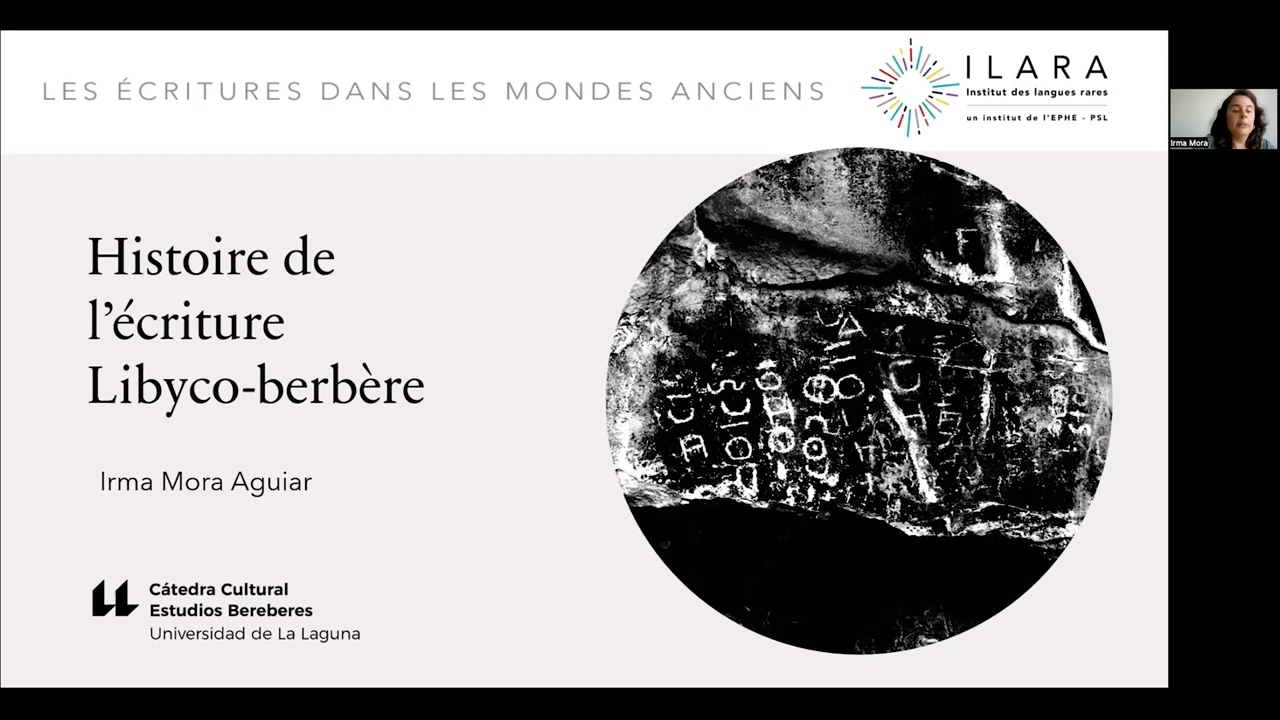 LES ÉCRITURES DANS LES MONDES ANCIENS
ILARA
Institut des langues rares
un institut de l'EPHE - PSL
Irma Mora
Histoire de
l’écriture
Libyco-berbère
Irma Mora Aguiar
Cátedra Cultural
Estudios Bereberes
Universidad de La Laguna